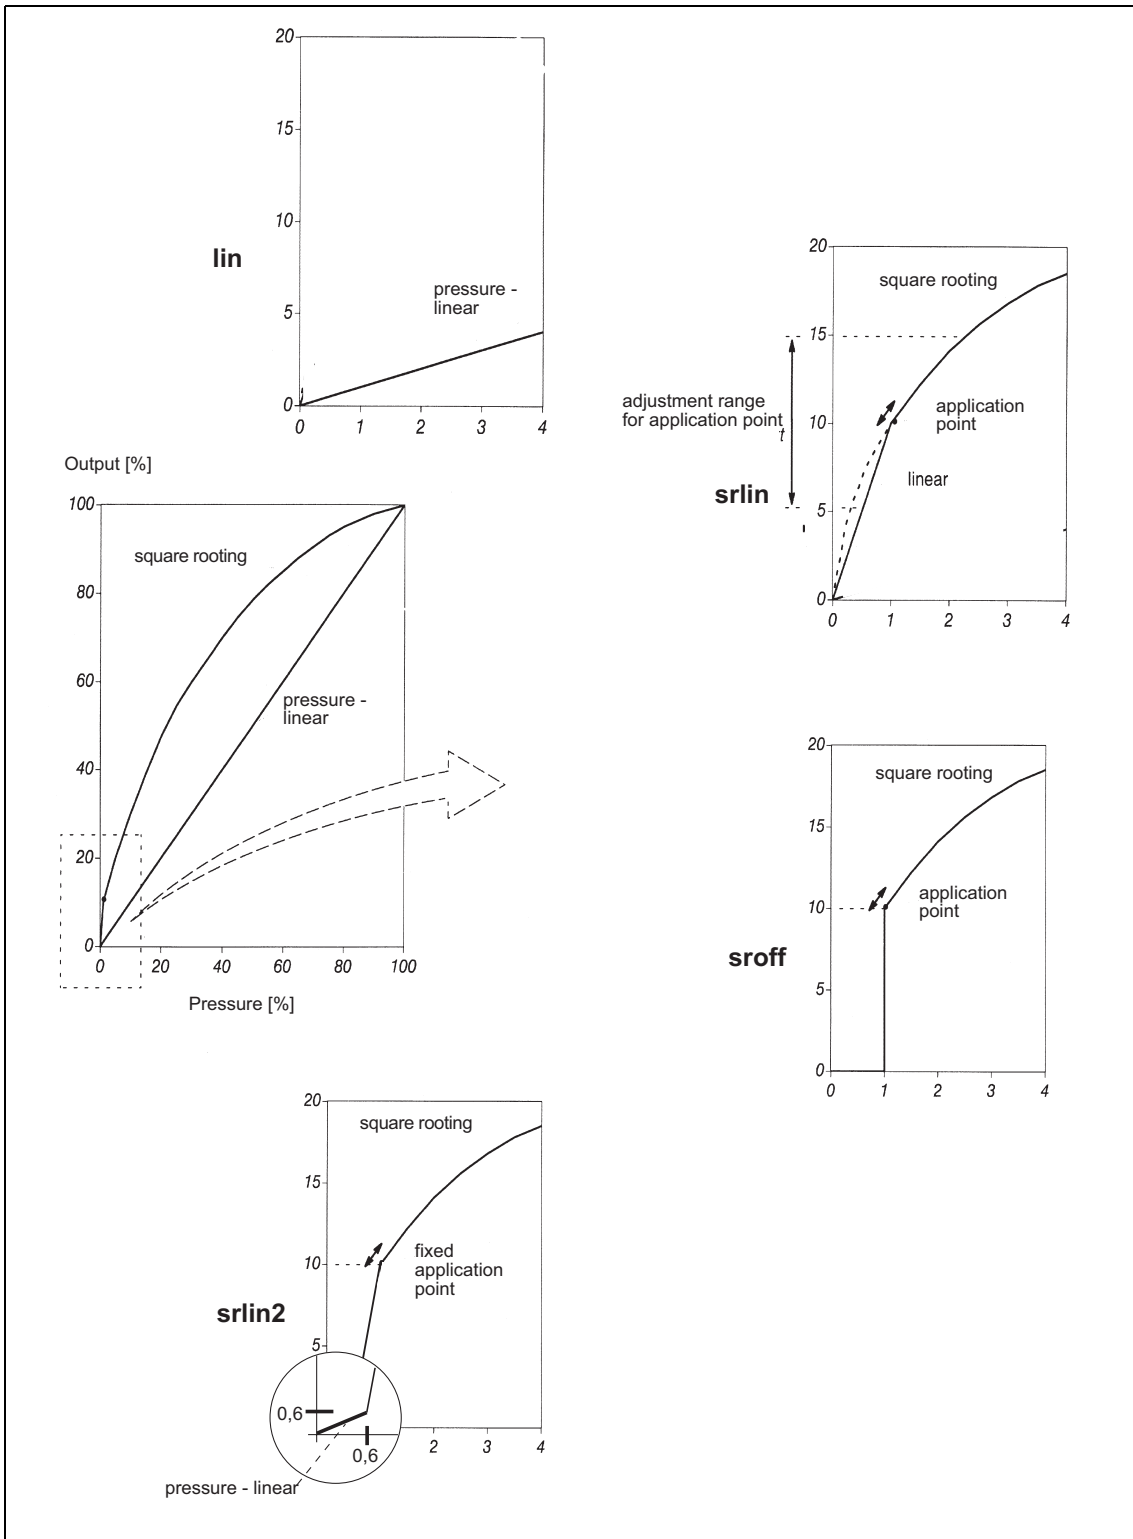 20
15
10
5
0
0 1 2 3 4
lin
pressure -
linear
Output [%]
100
80
60
40
20
0
0 20 40 60 80 100
square rooting
pressure -
linear
Pressure [%]
20
15
10
5
0
0 1 2 3 4
square rooting
adjustment range
for application point
t
application
point
linear
srlin
20
15
10
5
0
0 1 2 3 4
square rooting
application
point
sroff
20
15
10
5
2 3 4
square rooting
fixed
application
point
srlin2
0,6
0,6
pressure - linear